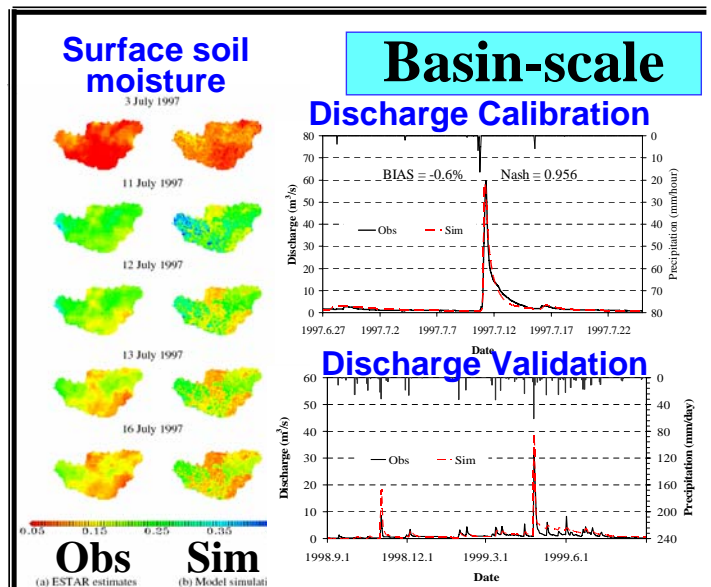 Surface soil
moisture
3 July 1997
11 July 1997
12 July 1997
13 July 1997
16 July 1997
0.05 0.15 0.25 0.35
Obs Sim
(a) ESTAR estimates (b) Model simulati
Basin-scale
Discharge Calibration
80 70 60 50 40 30 20 10 0
Discharge (m³/s)
BIAS = -0.6% Nash = 0.956
Obs Sim
0 10 20 30 40 50 60 70 80
Precipitation (mm/hour)
1997.6.27 1997.7.2 1997.7.7 1997.7.12 1997.7.17 1997.7.22
Date
Discharge Validation
60 50 40 30 20 10 0
Discharge (m³/s)
Obs Sim
0 40 80 120 160 200 240
Precipitation (mm/day)
1998.9.1 1998.12.1 1999.3.1 1999.6.1
Date